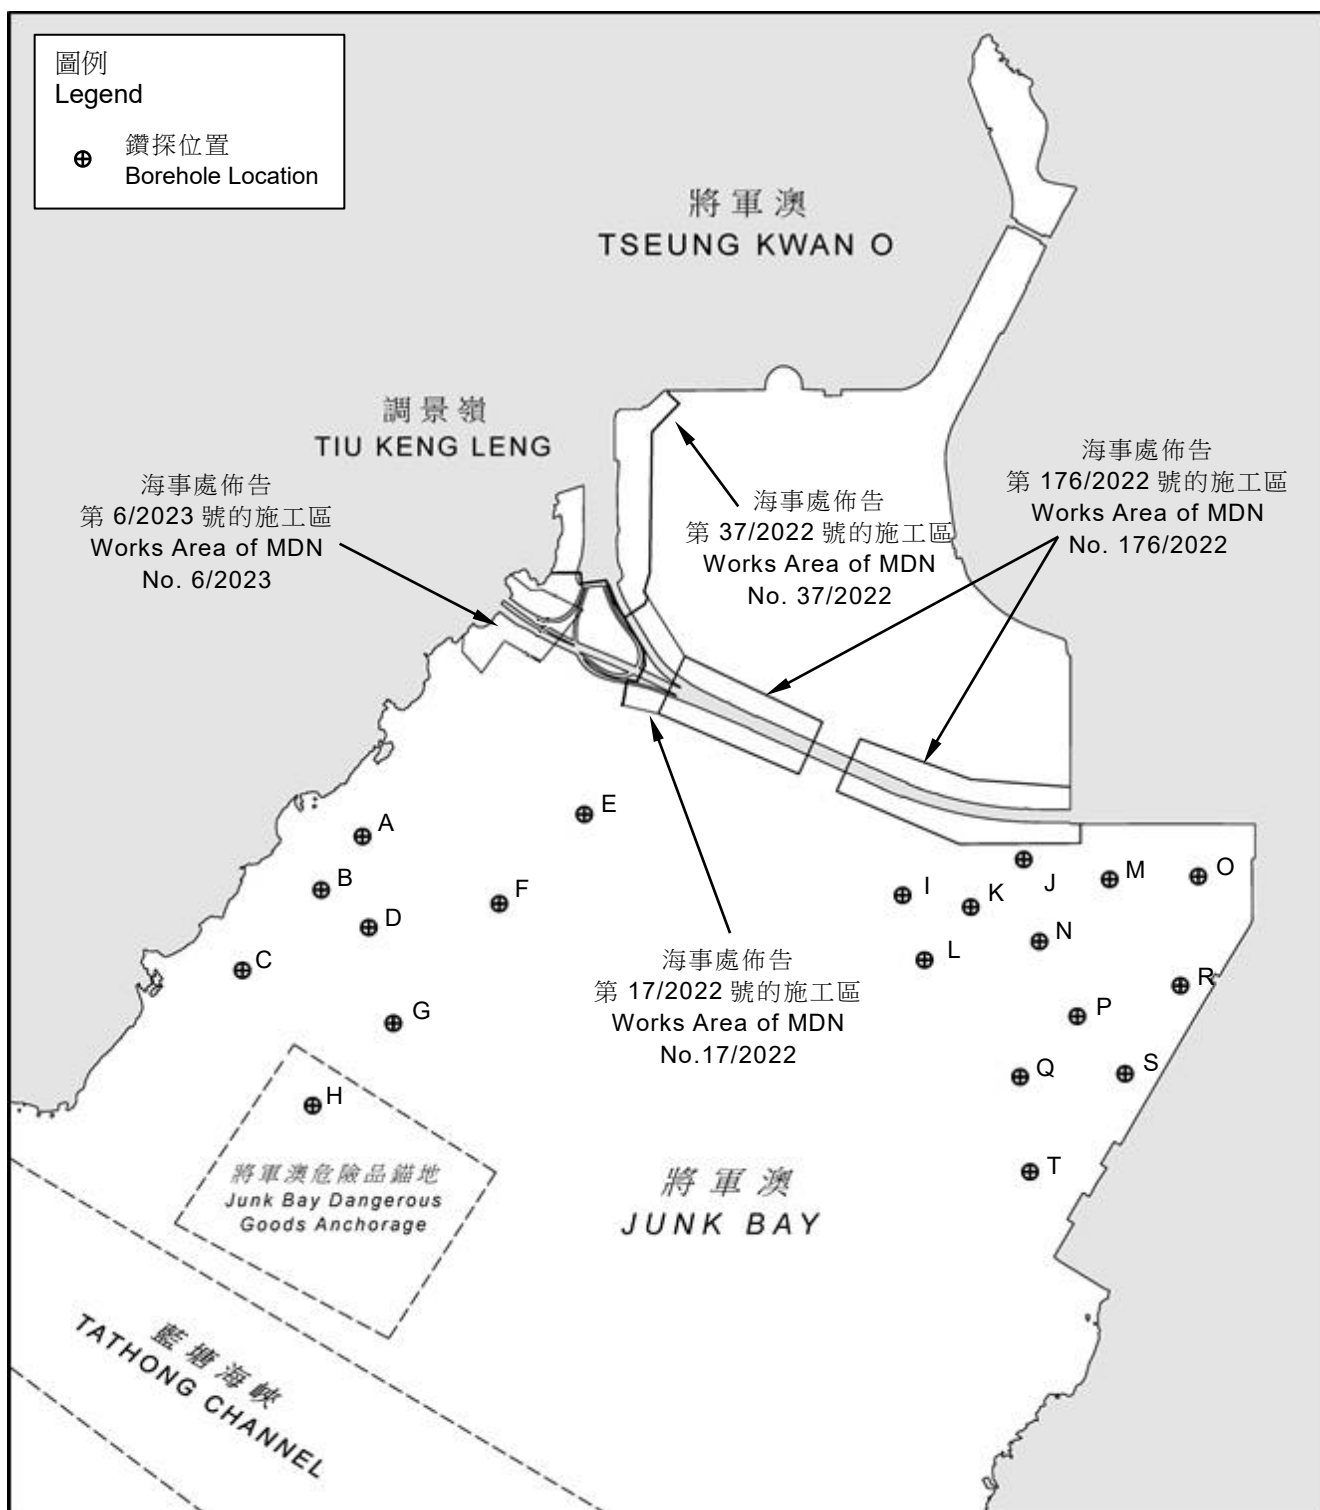 圖例
Legend
鑽探位置
Borehole Location
將軍澳
TSEUNG KWAN O
調景嶺
TIU KENG LENG
海事處佈告
第 6/2023 號的施工區
Works Area of MDN
No. 6/2023
海事處佈告
第 37/2022 號的施工區
Works Area of MDN
No. 37/2022
海事處佈告
第 176/2022 號的施工區
Works Area of MDN
No. 176/2022
A
B
C
D
E
F
G
H
I
J
K
L
M
N
O
P
Q
R
S
T
海事處佈告
第 17/2022 號的施工區
Works Area of MDN
No.17/2022
將軍澳危險品錨地
Junk Bay Dangerous
Goods Anchorage
將軍澳
JUNK BAY
藍塘海峽
TATHONG CHANNEL